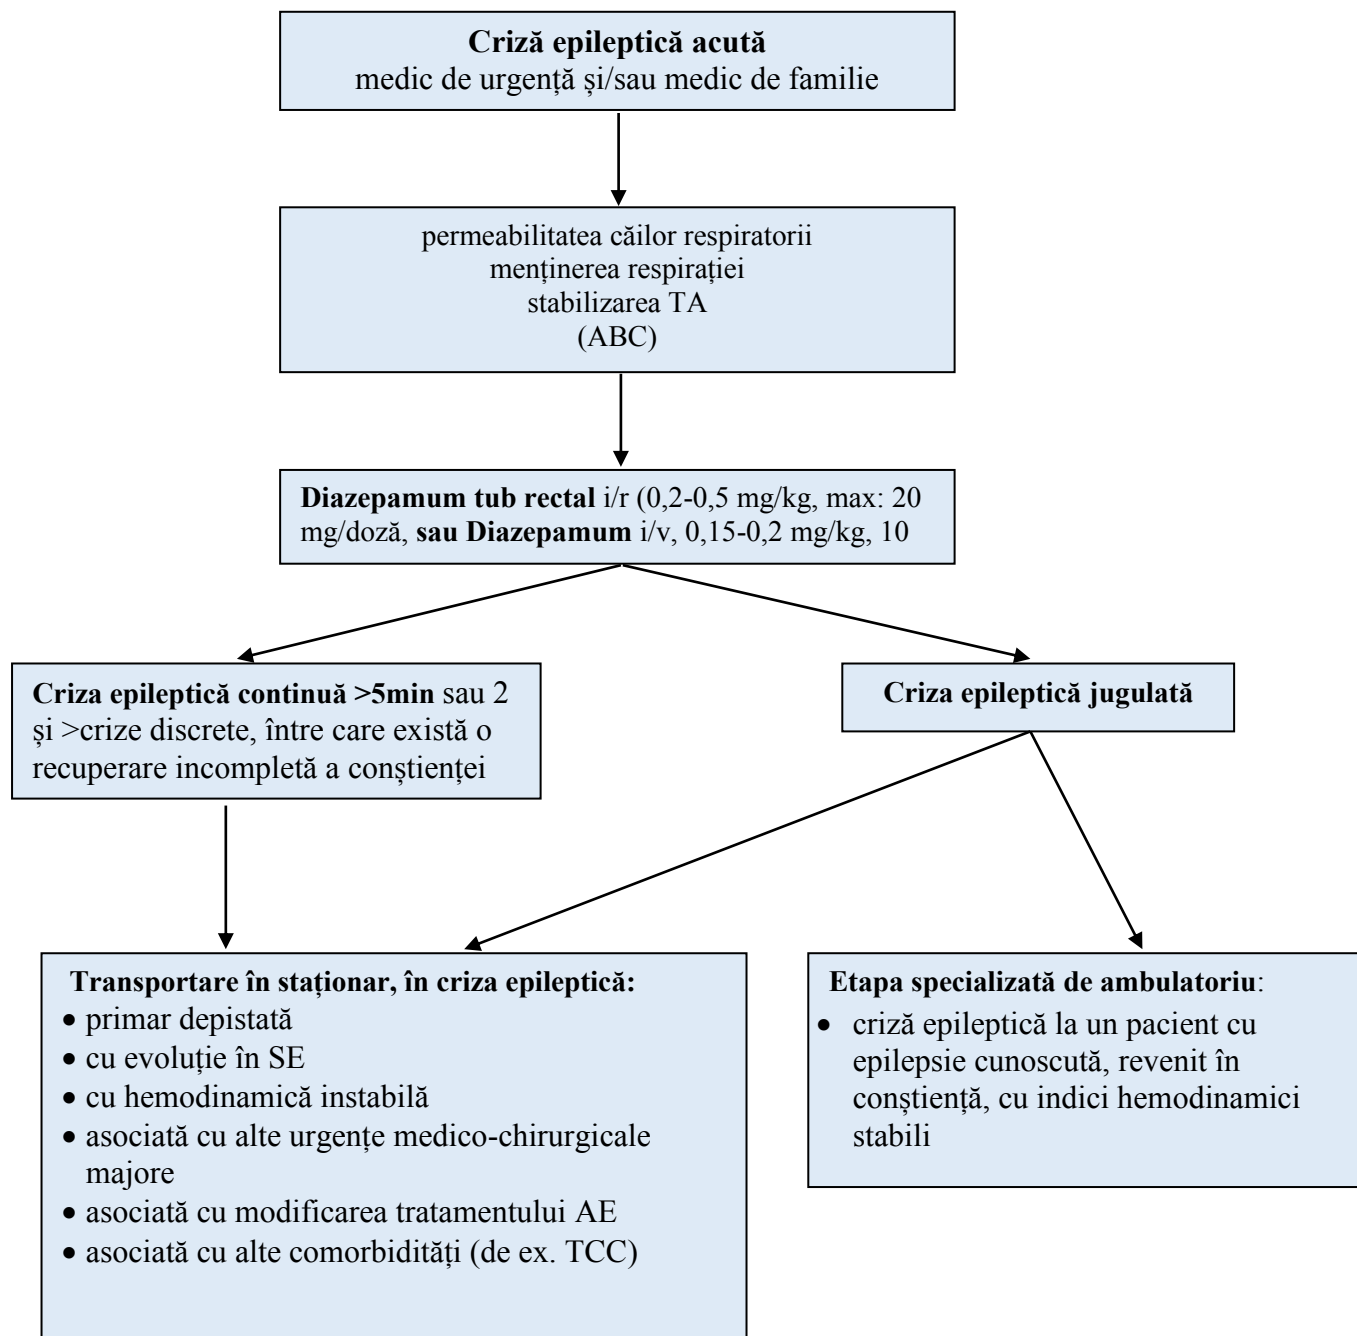 Criză epileptică acută
medic de urgență și/sau medic de familie
permeabilitatea căilor respiratorii
menținerea respirației
stabilizarea TA
(ABC)
Diazepamum tub rectal i/r (0,2-0,5 mg/kg, max: 20
mg/doză, sau Diazepamum i/v, 0,15-0,2 mg/kg, 10
Criza epileptică continuă >5min sau 2
și >crize discrete, între care există o
recuperare incompletă a conștienței
Criza epileptică jugulată
Transportare în staționar, în criza epileptică:
• primar depistată
• cu evoluție în SE
• cu hemodinamică instabilă
• asociată cu alte urgențe medico-chirurgicale
majore
• asociată cu modificarea tratamentului AE
• asociată cu alte comorbidități (de ex. TCC)
Etapa specializată de ambulatoriu:
• criză epileptică la un pacient cu
epilepsie cunoscută, revenit în
conștiență, cu indici hemodinamici
stabili